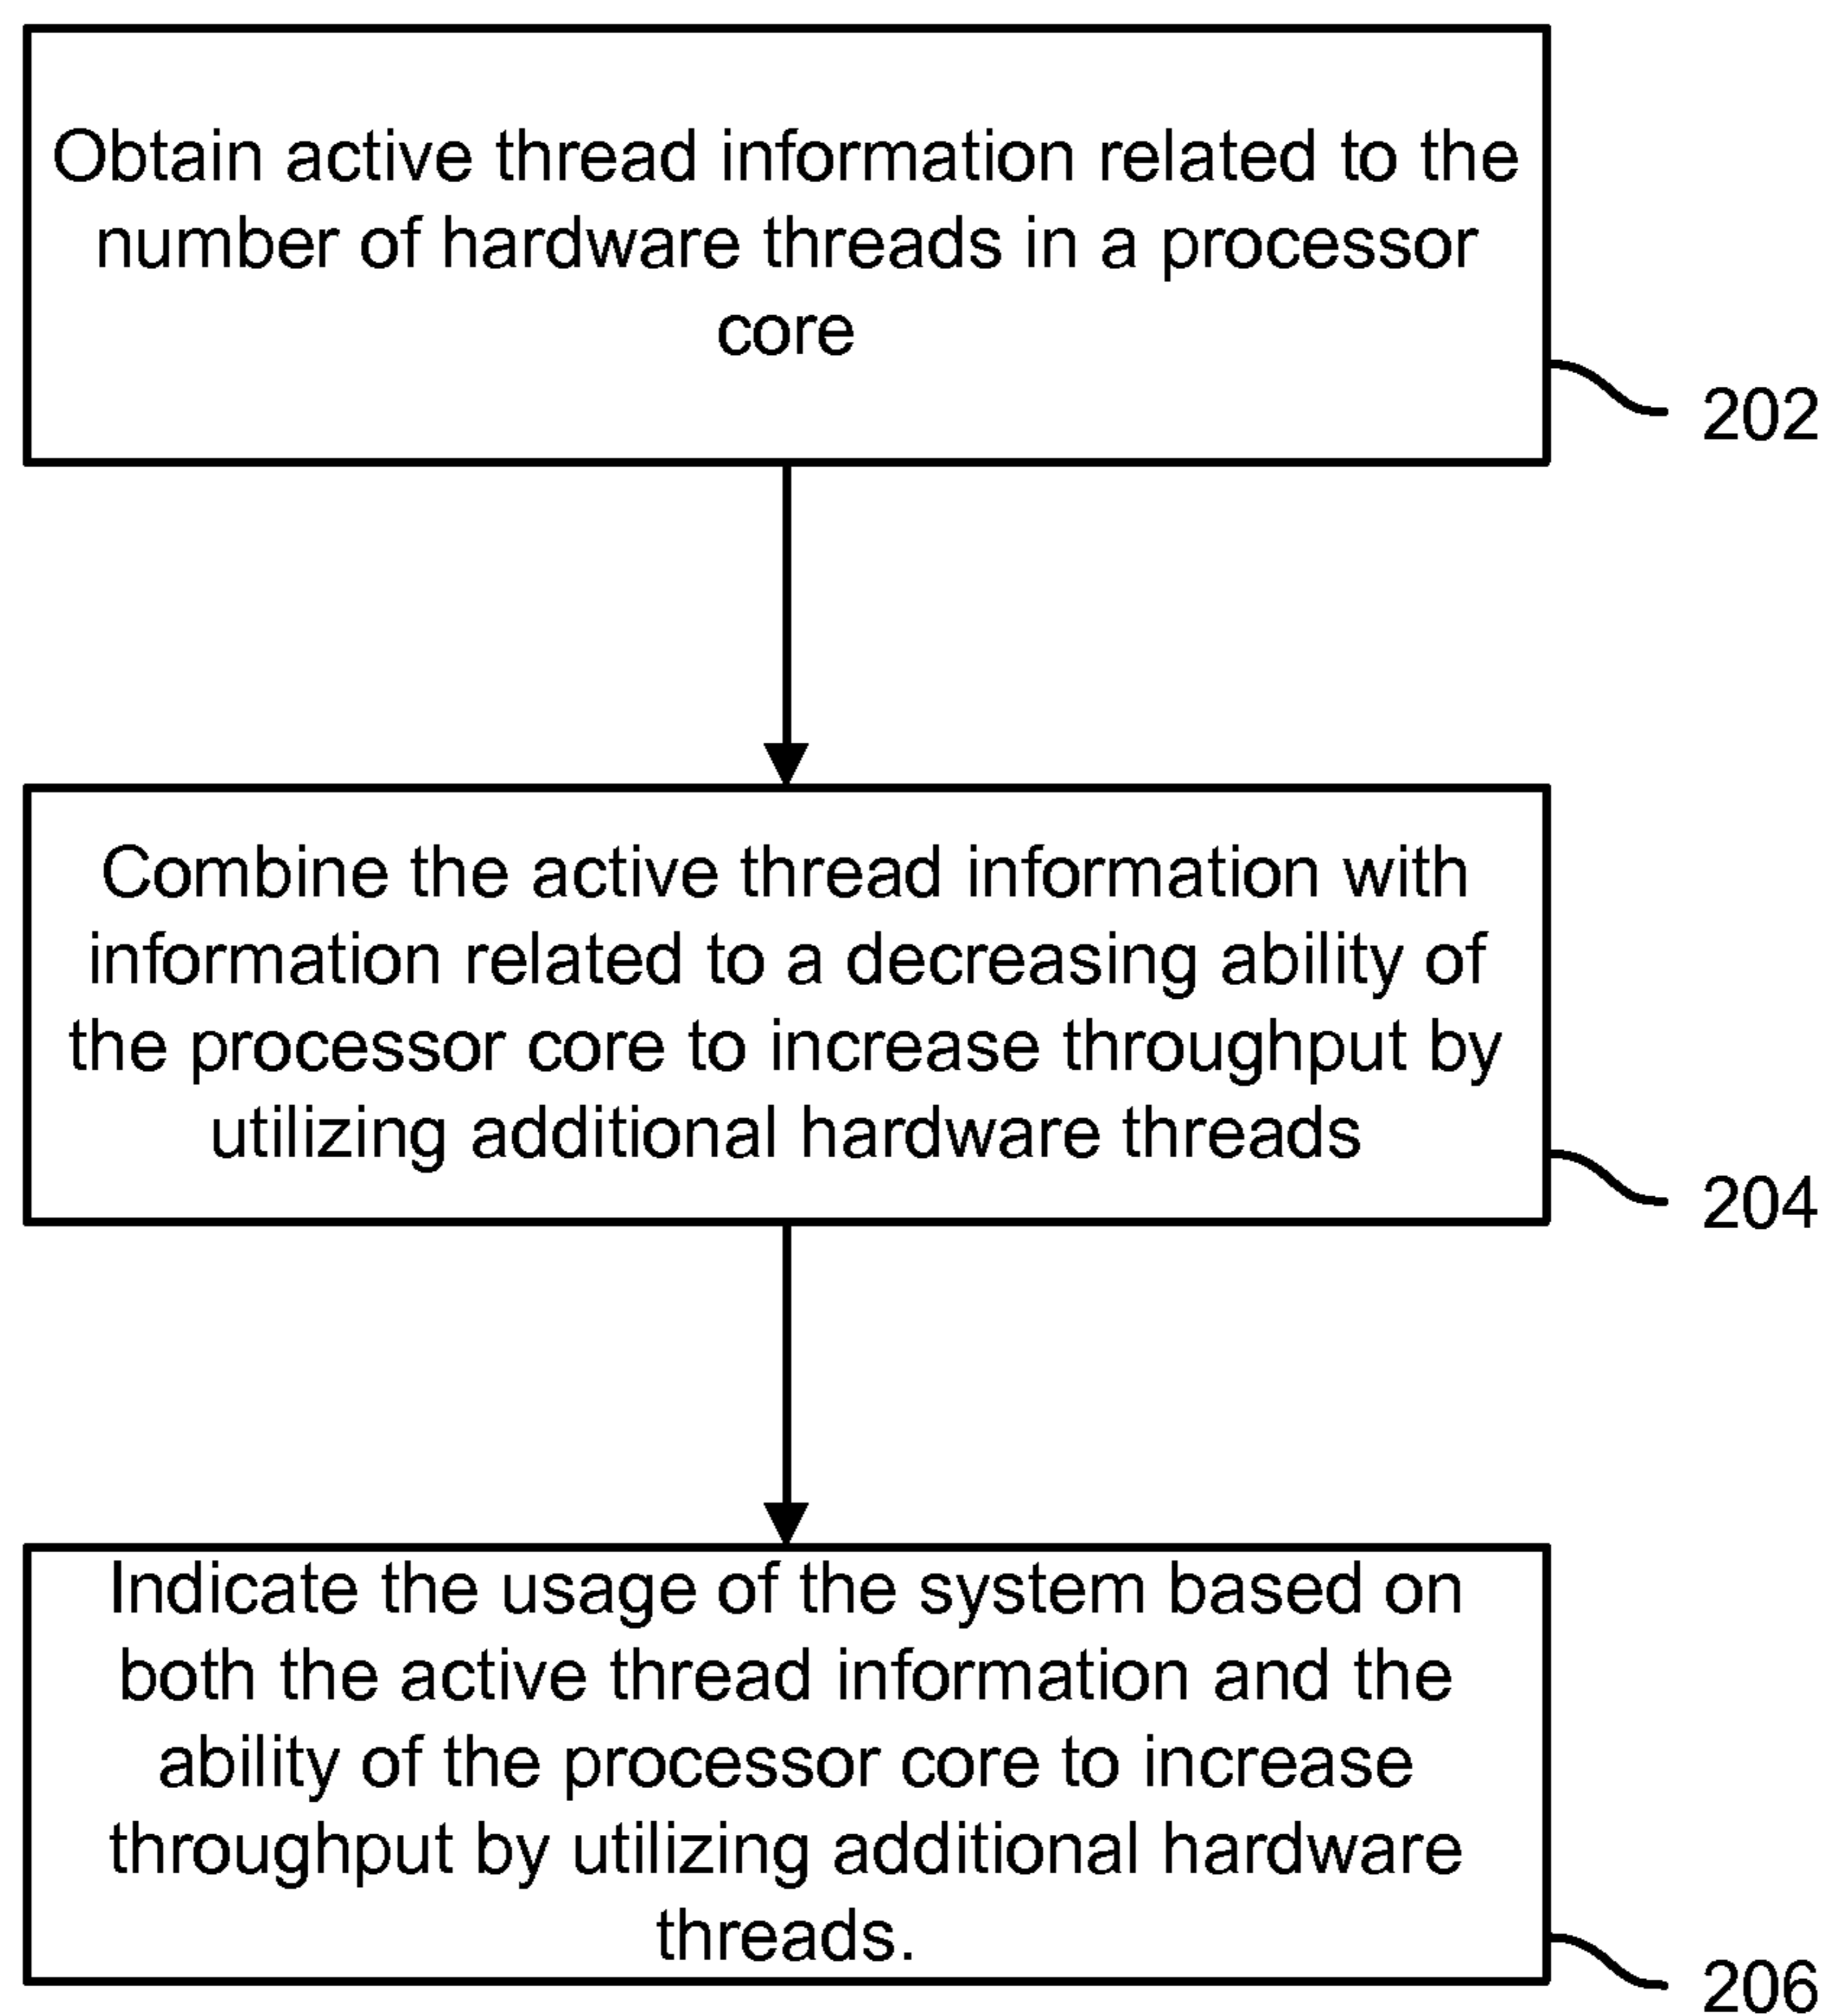 Obtain active thread information related to the
number of hardware threads in a processor
core
202
Combine the active thread information with
information related to a decreasing ability of
the processor core to increase throughput by
utilizing additional hardware threads
204
Indicate the usage of the system based on
both the active thread information and the
ability of the processor core to increase
throughput by utilizing additional hardware
threads.
206